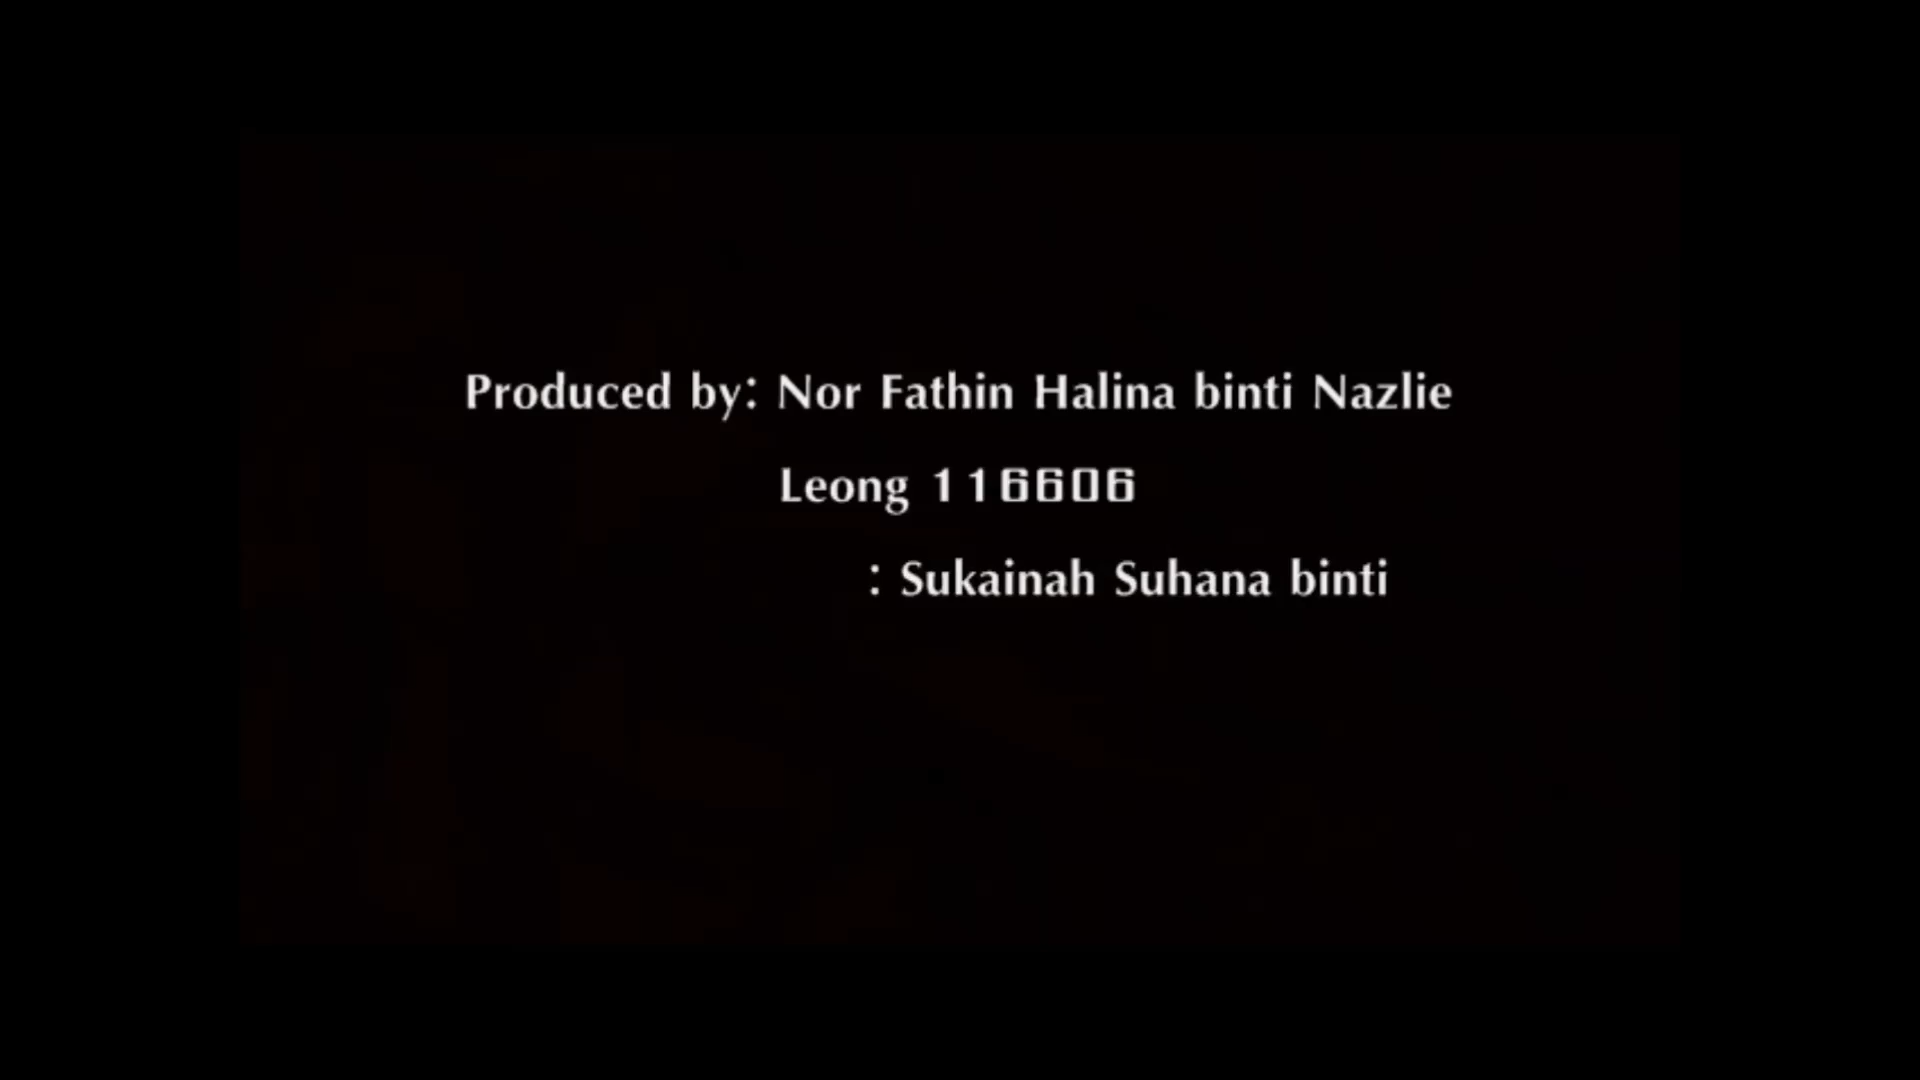 Produced by: Nor Fathin Halina binti Nazlie
Leong 116606
: Sukainah Suhana binti